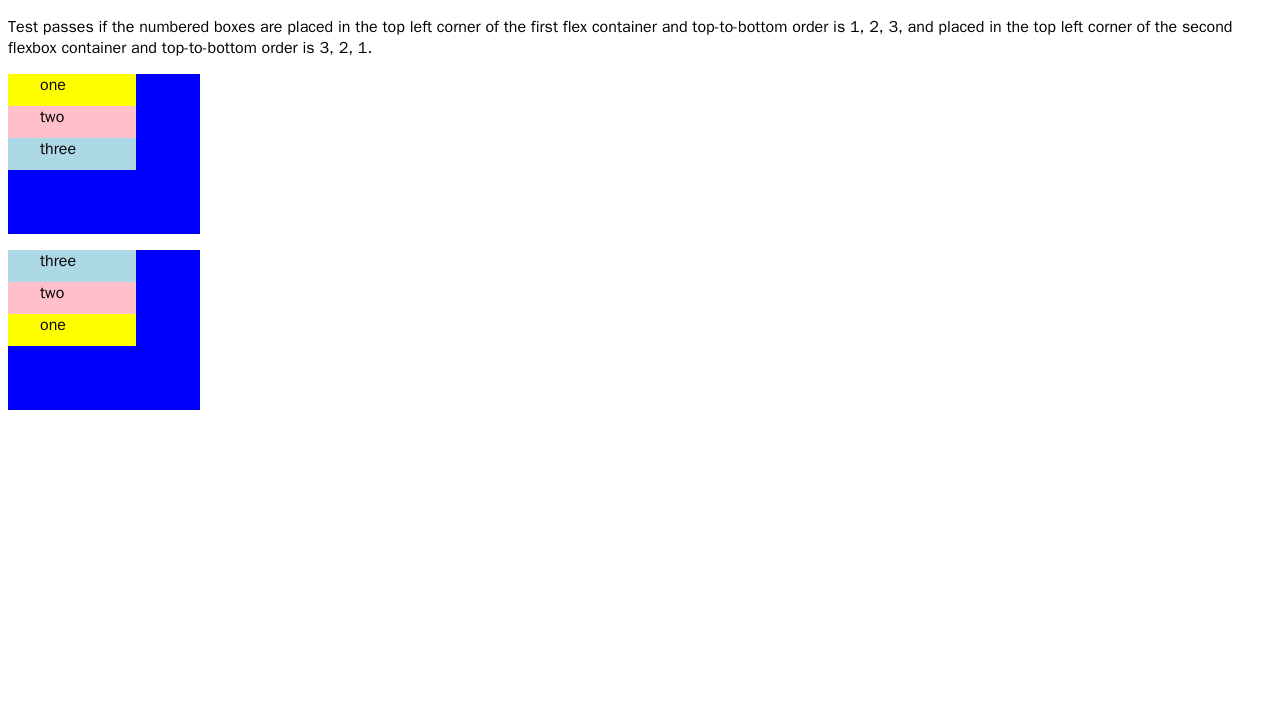 Test passes if the numbered boxes are placed in the top left corner of the first flex container and top-to-bottom order is 1, 2, 3, and placed in the top left corner of the second
flexbox container and top-to-bottom order is 3, 2, 1.
one
two
three
three
two
one